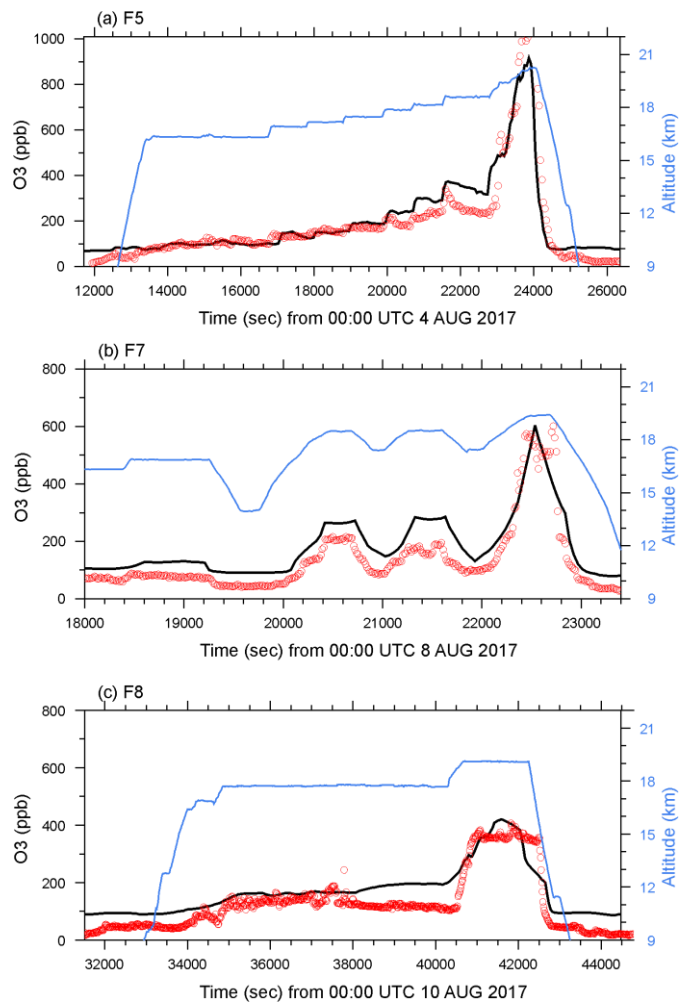 (a) F5
1000
800
600
400
200
0
O3 (ppb)
21
18
15
12
9
Altitude (km)
12000 14000 16000 18000 20000 22000 24000 26000
Time (sec) from 00:00 UTC 4 AUG 2017
(b) F7
800
600
400
200
0
O3 (ppb)
21
18
15
12
9
Altitude (km)
18000 19000 20000 21000 22000 23000
Time (sec) from 00:00 UTC 8 AUG 2017
(c) F8
800
600
400
200
0
O3 (ppb)
21
18
15
12
9
Altitude (km)
32000 34000 36000 38000 40000 42000 44000
Time (sec) from 00:00 UTC 10 AUG 2017